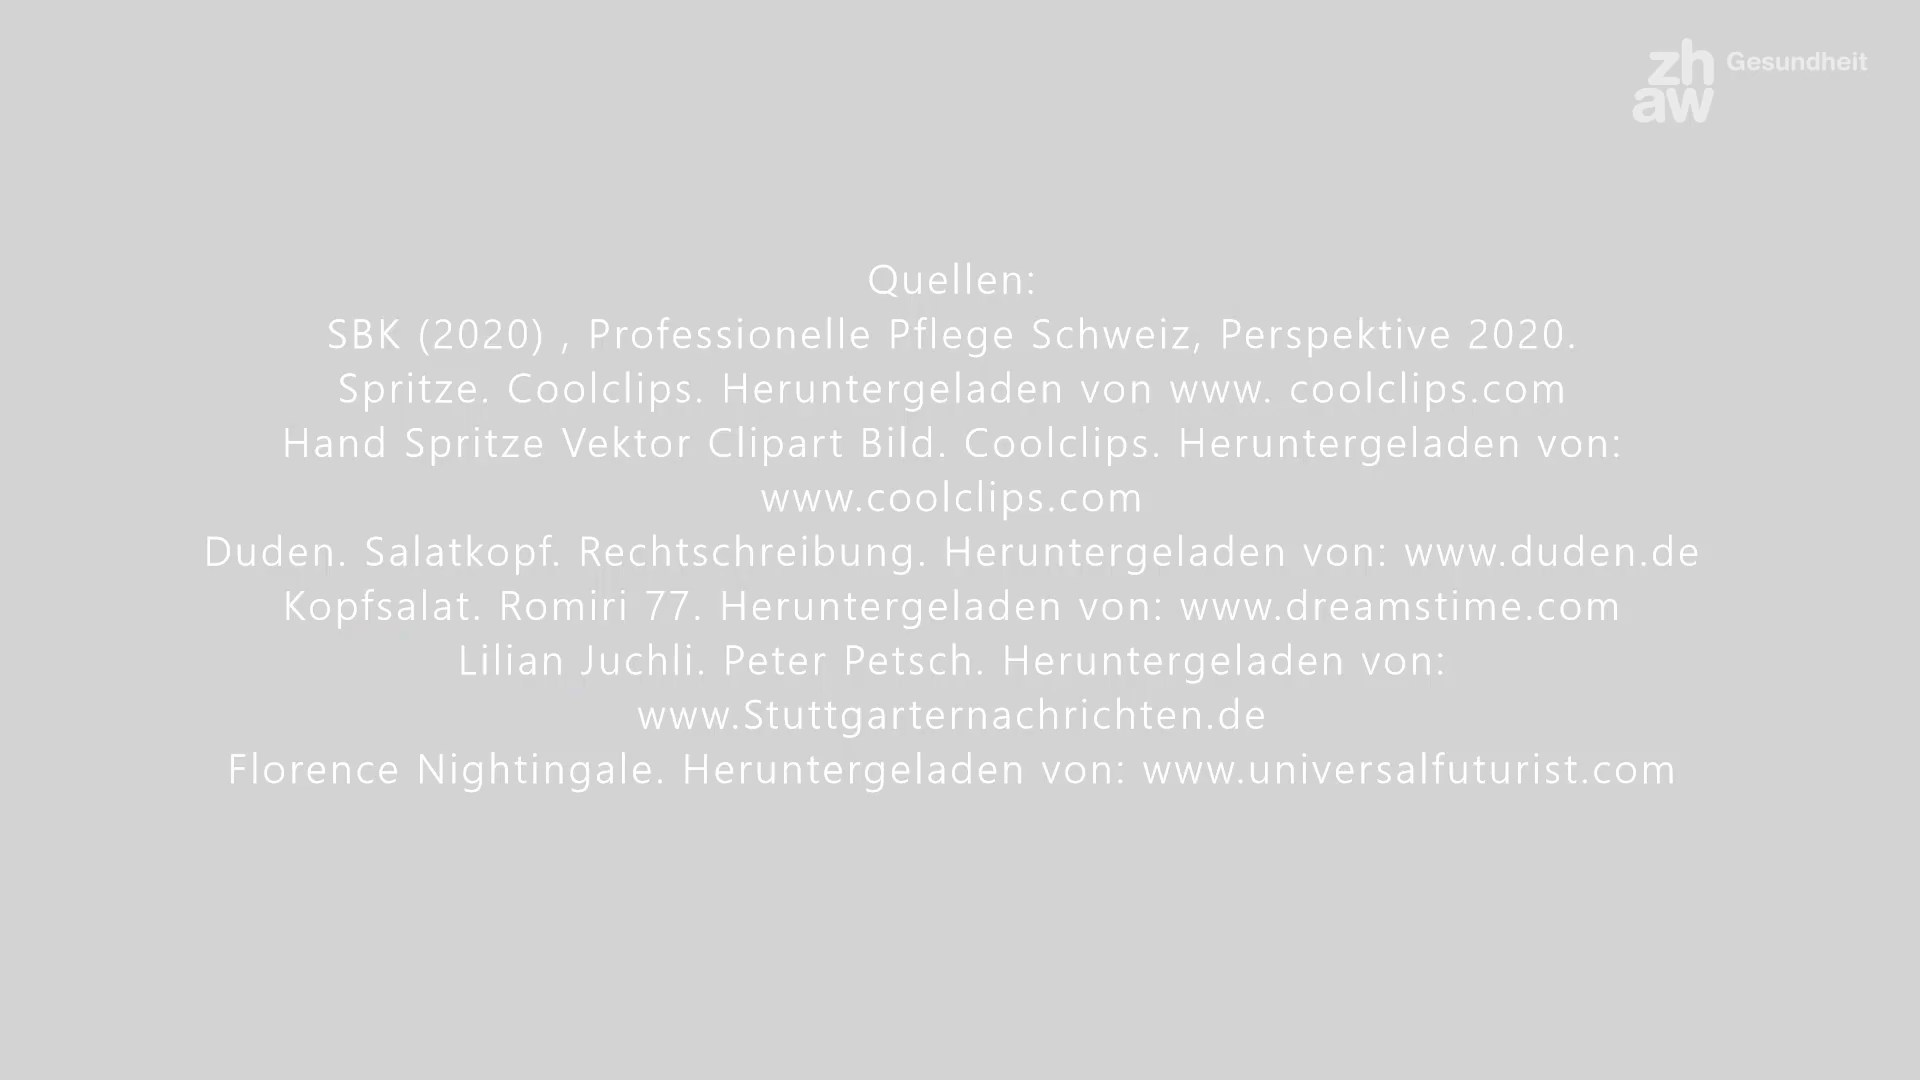 zh
aw
Gesundheit
Quellen:
SBK (2020) , Professionelle Pflege Schweiz, Perspektive 2020.
Spritze. Coolclips. Heruntergeladen von www. coolclips.com
Hand Spritze Vektor Clipart Bild. Coolclips. Heruntergeladen von:
www.coolclips.com
Duden. Salatkopf. Rechtschreibung. Heruntergeladen von: www.duden.de
Kopfsalat. Romiri 77. Heruntergeladen von: www.dreamstime.com
Lilian Juchli. Peter Petsch. Heruntergeladen von:
www.Stuttgarternachrichten.de
Florence Nightingale. Heruntergeladen von: www.universalfuturist.com